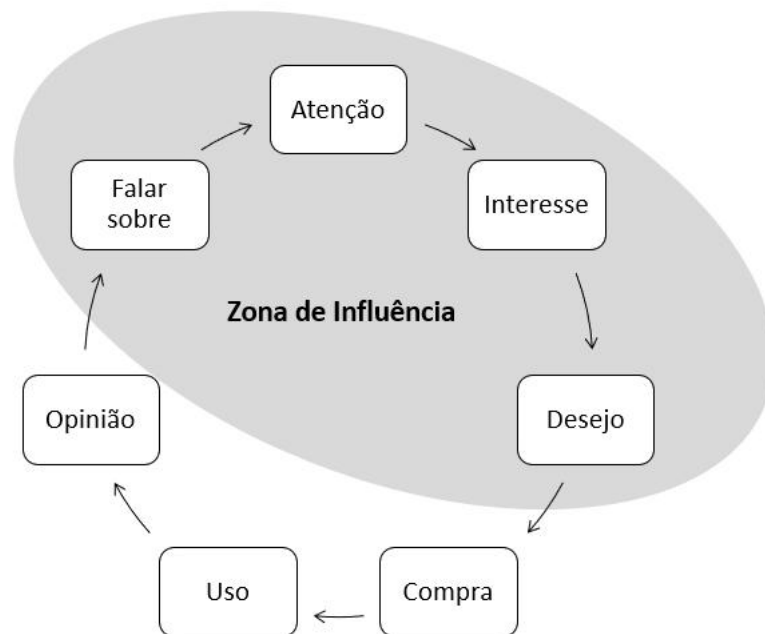 Atenção
Falar
sobre
Interesse
Zona de Influência
Opinião
Desejo
Uso
Compra